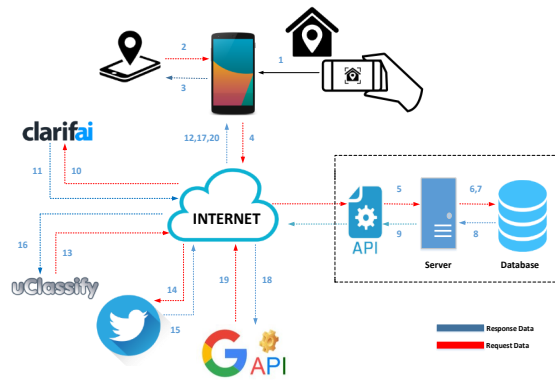 1
2
3
clarifai
12,17,20
4
11
10
INTERNET
5
6,7
API
9
8
Server
Database
16
13
uClassify
14
15
19
18
G API
Response Data
Request Data